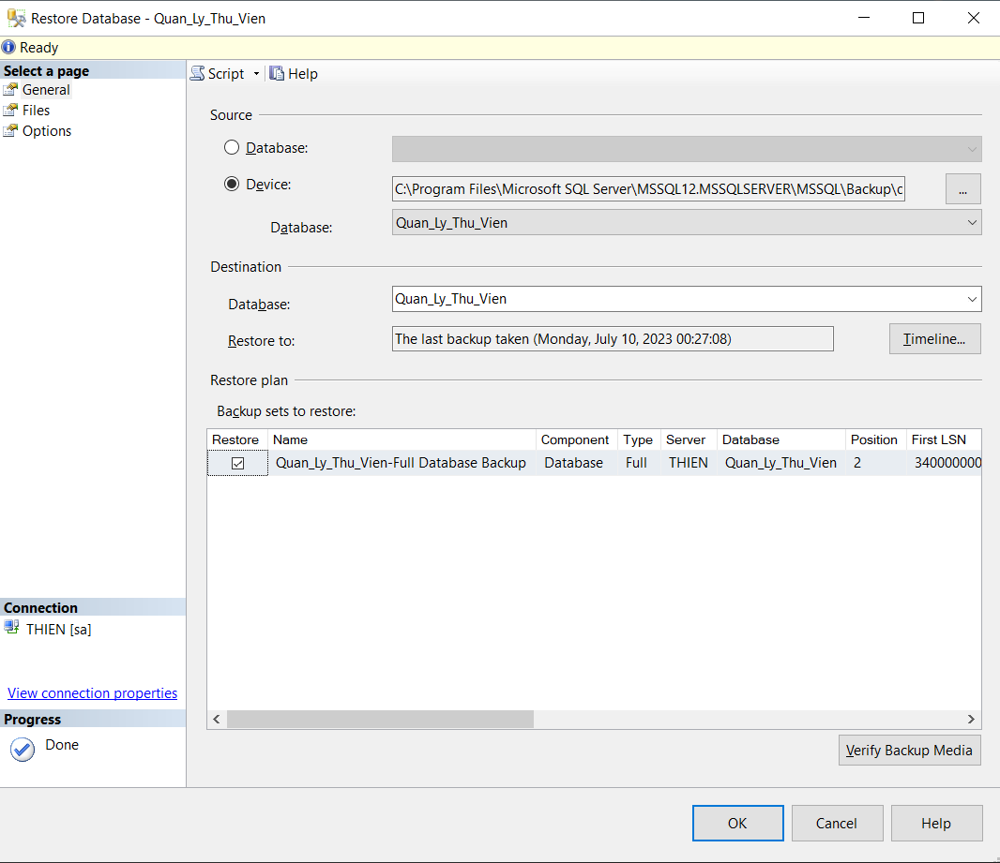 Restore Database - Quan_Ly_Thu_Vien
Ready
Select a page
General
Files
Options
Script
Help
Source
Database:
Device:
C:\Program Files\Microsoft SQL Server\MSSQL12.MSSQLSERVER\MSSQL\Backup\c
...
Database:
Quan_Ly_Thu_Vien
Destination
Database:
Quan_Ly_Thu_Vien
Restore to:
The last backup taken (Monday, July 10, 2023 00:27:08)
Timeline...
Restore plan
Backup sets to restore:
Restore Name Component Type Server Database Position First LSN
Quan_Ly_Thu_Vien-Full Database Backup Database Full THIEN Quan_Ly_Thu_Vien 2 340000000
Connection
THIEN [sa]
View connection properties
Progress
Done
Verify Backup Media
OK Cancel Help